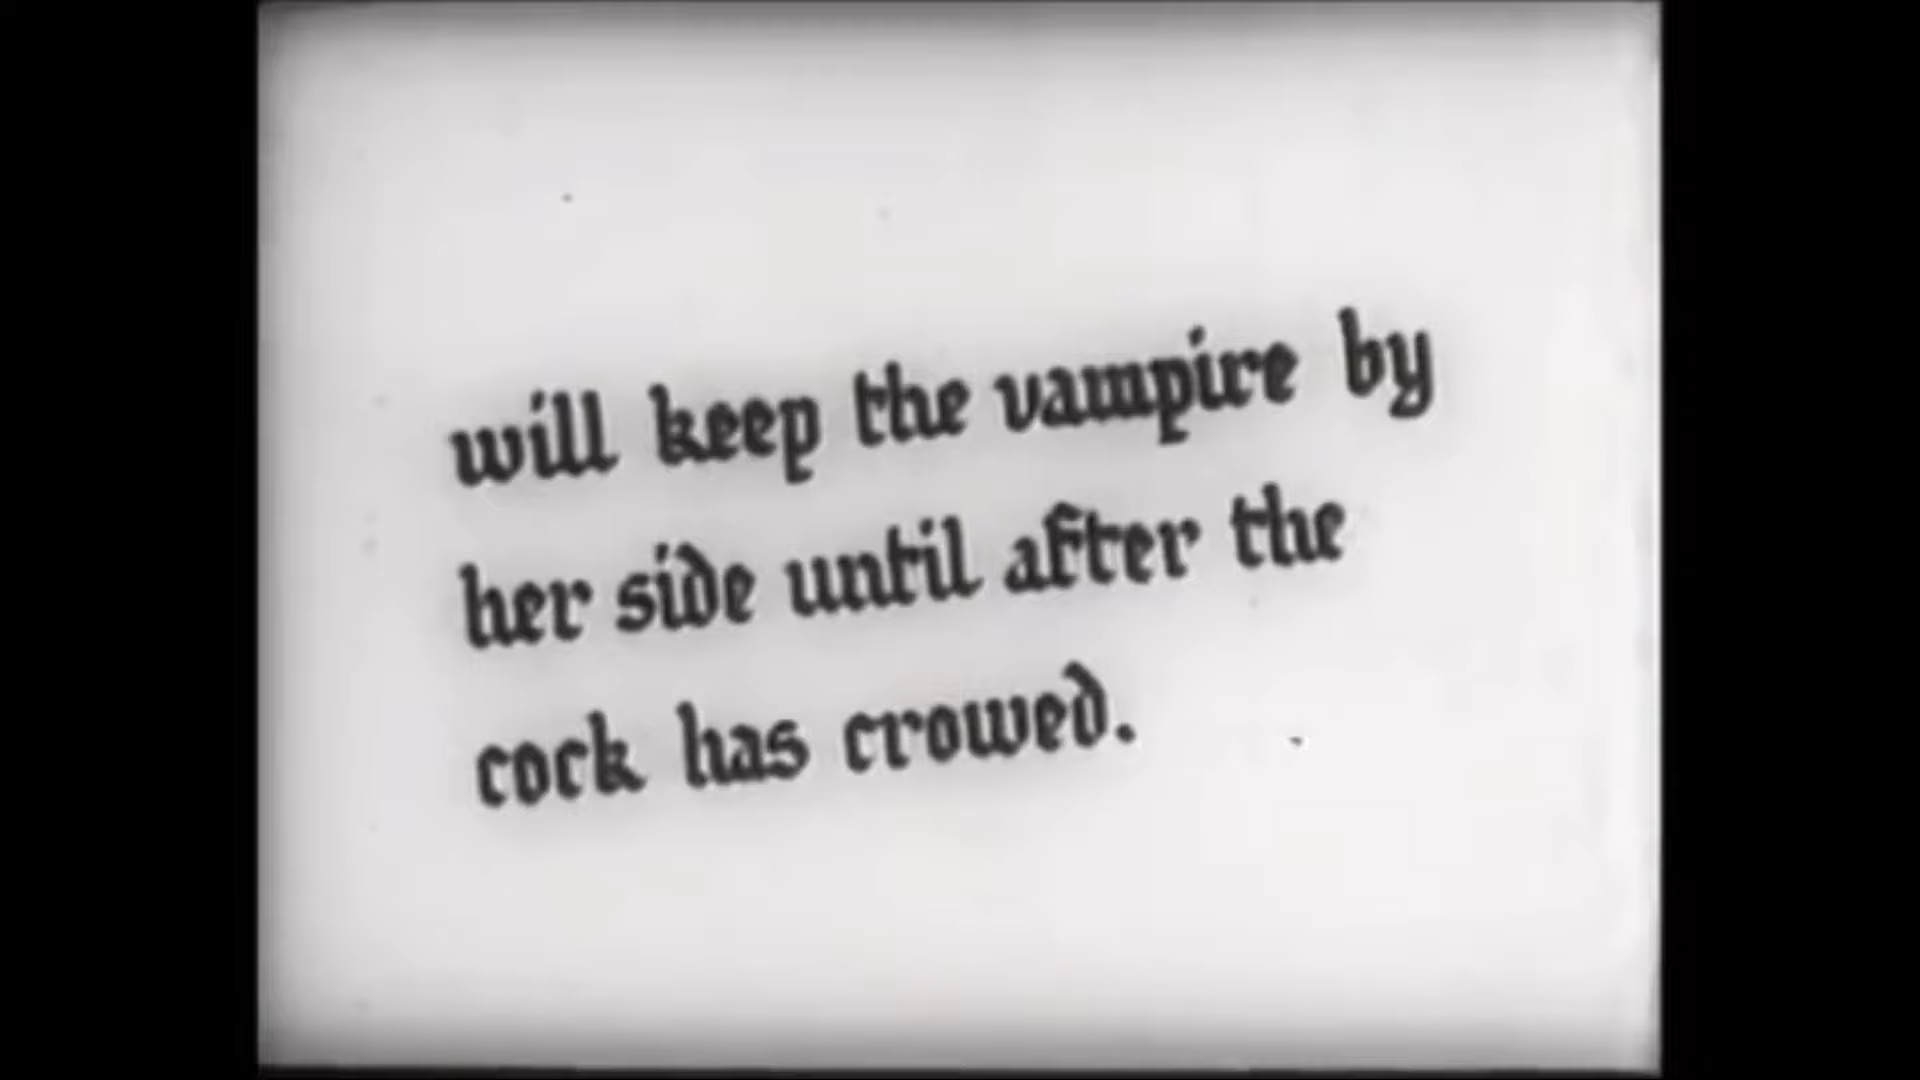 will keep the vampire by
her side until after the
cock has crowed.